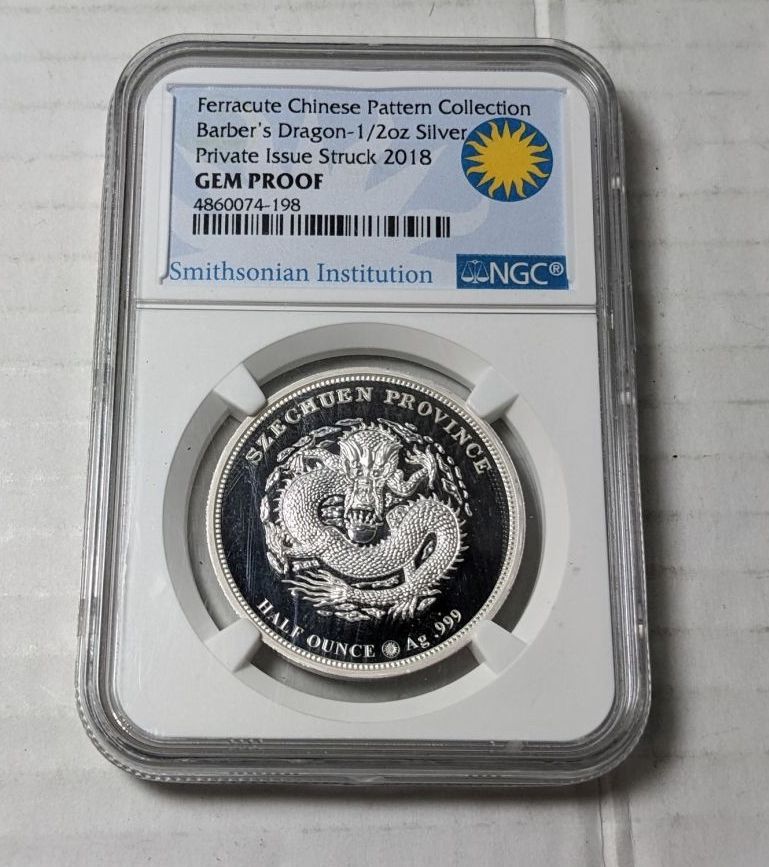 Ferracute Chinese Pattern Collection
Barber's Dragon-1/2oz Silver
Private Issue Struck 2018
GEM PROOF
4860074-198
Smithsonian Institution
NGC®
SZECHUEN PROVINCE
HALF OUNCE Ag .999